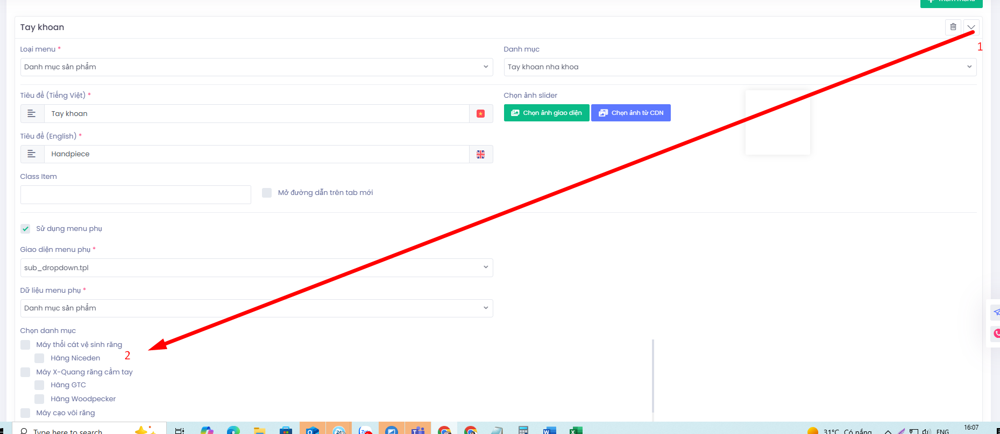 Thêm menu
Tay khoan
1
Loại menu *
Danh mục
Danh mục sản phẩm
Tay khoan nha khoa
Tiêu đề (Tiếng Việt) *
Chọn ảnh slider
Tay khoan
Chọn ảnh giao diện
Chọn ảnh từ CDN
Tiêu đề (English) *
Handpiece
Class Item
Mở đường dẫn trên tab mới
Sử dụng menu phụ
Giao diện menu phụ *
sub_dropdown.tpl
Dữ liệu menu phụ *
Danh mục sản phẩm
Chọn danh mục
Máy thổi cát vệ sinh răng
2
Hãng Niceden
Máy X-Quang răng cầm tay
Hãng GTC
Hãng Woodpecker
Máy cạo vôi răng
Type here to search
31°C Có nắng
ENG
16:07